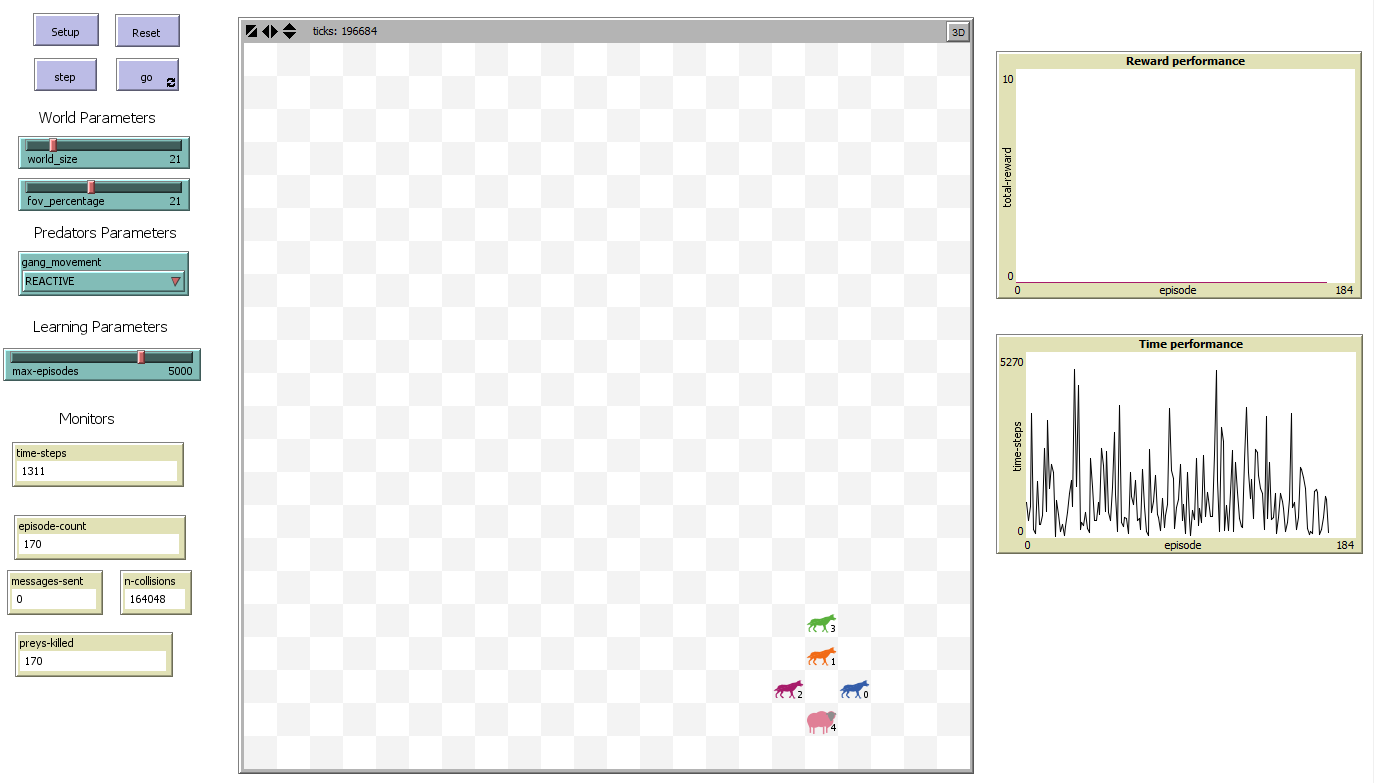 Setup
Reset
step
go
World Parameters
world_size 21
fov_percentage 21
Predators Parameters
gang_movement
REACTIVE
Learning Parameters
max-episodes 5000
Monitors
time-steps
1311
episode-count
170
messages-sent
0
n-collisions
164048
preys-killed
170
ticks: 196684
3D
3
1
2
0
4
Reward performance
10
total-reward
0
0
episode
184
Time performance
5270
time-steps
0
0
episode
184